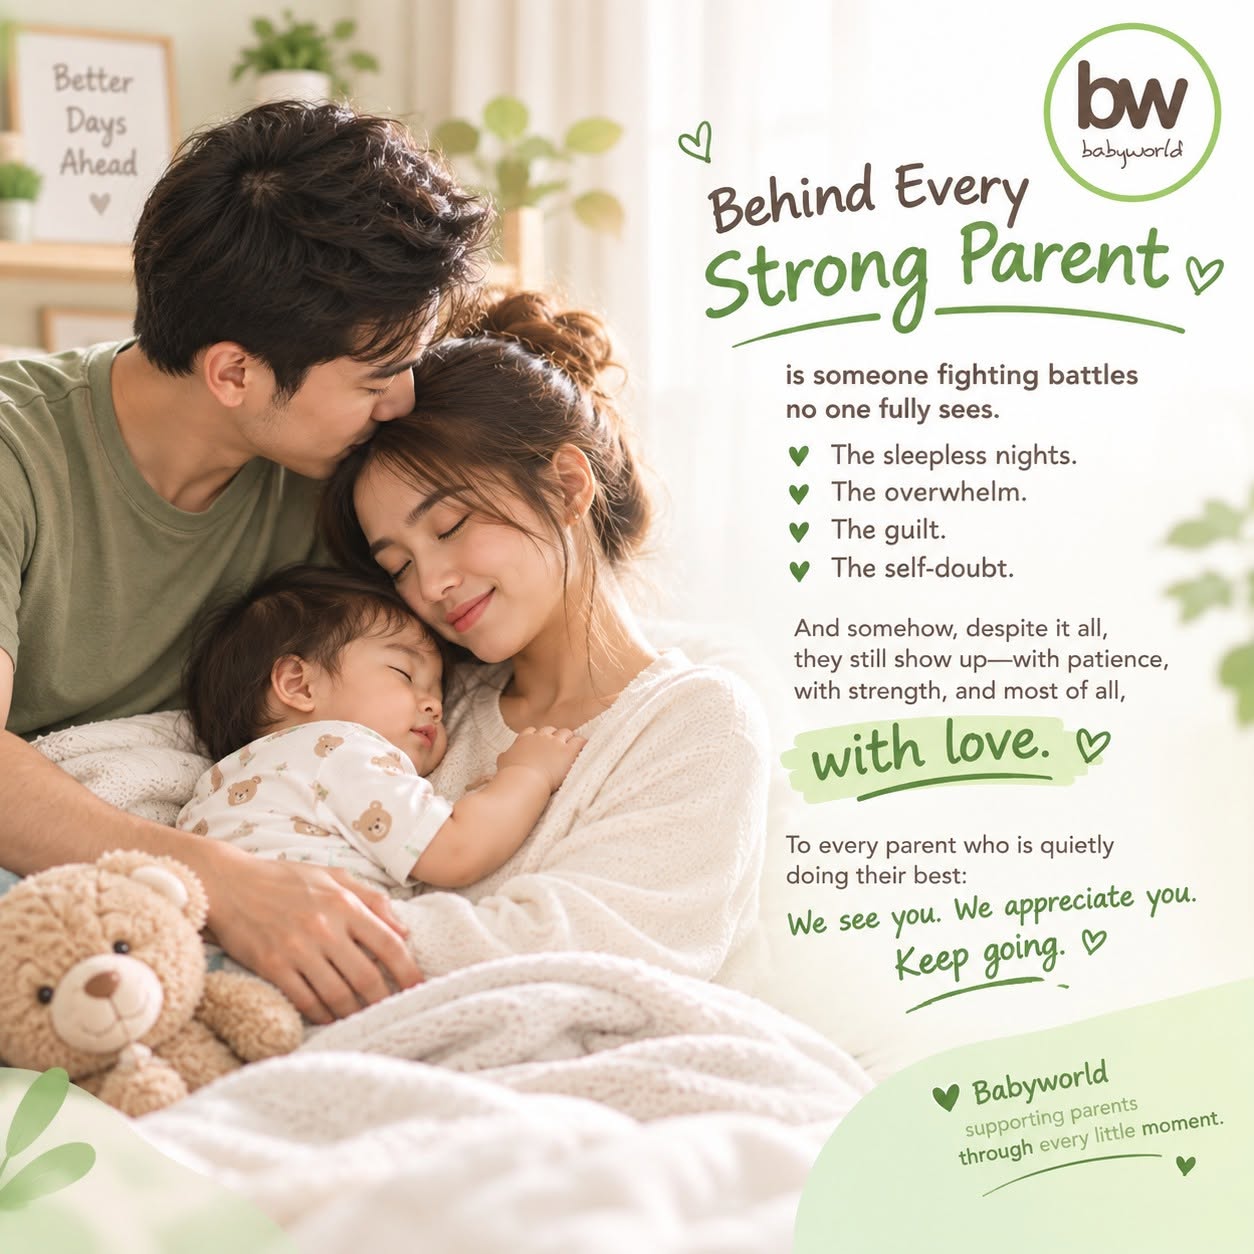 Better
Days
Ahead
bw
babyworld
Behind Every
Strong Parent
is someone fighting battles
no one fully sees.
The sleepless nights.
The overwhelm.
The guilt.
The self-doubt.
And somehow, despite it all,
they still show up—with patience,
with strength, and most of all,
with love.
To every parent who is quietly
doing their best:
We see you. We appreciate you.
Keep going.
Babyworld
supporting parents
through every little moment.